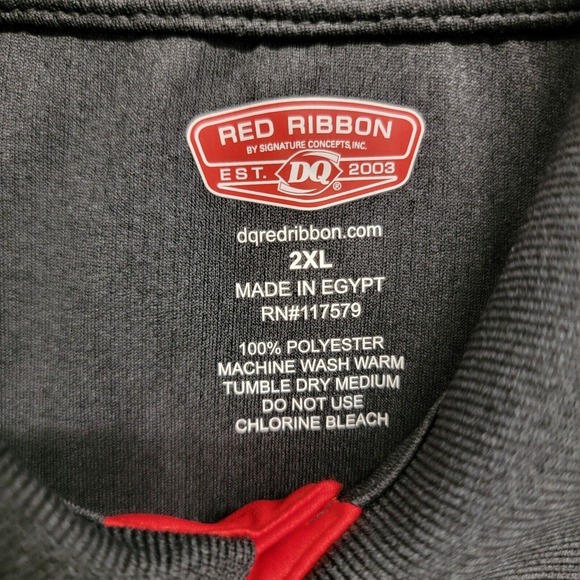 RED RIBBON
BY SIGNATURE CONCEPTS, INC.
EST. DQ® 2003
dqredribbon.com
2XL
MADE IN EGYPT
RN#117579
100% POLYESTER
MACHINE WASH WARM
TUMBLE DRY MEDIUM
DO NOT USE
CHLORINE BLEACH